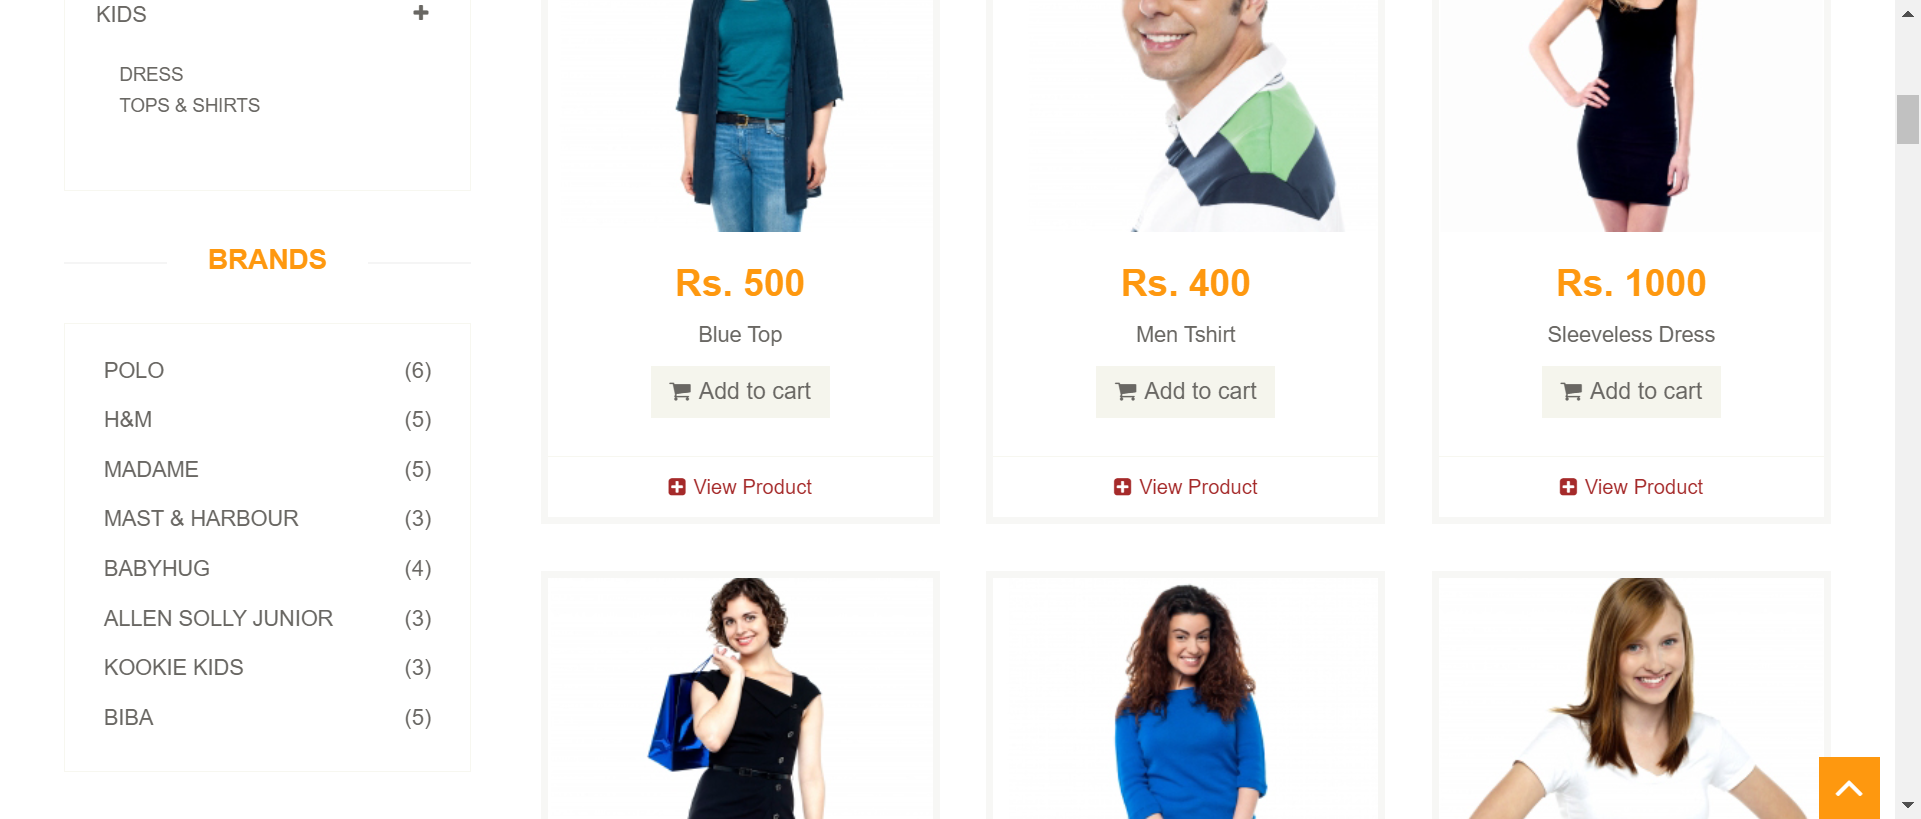 KIDS
DRESS
TOPS & SHIRTS
BRANDS
POLO (6)
H&M (5)
MADAME (5)
MAST & HARBOUR (3)
BABYHUG (4)
ALLEN SOLLY JUNIOR (3)
KOOKIE KIDS (3)
BIBA (5)
Rs. 500
Blue Top
Add to cart
View Product
Rs. 400
Men Tshirt
Add to cart
View Product
Rs. 1000
Sleeveless Dress
Add to cart
View Product